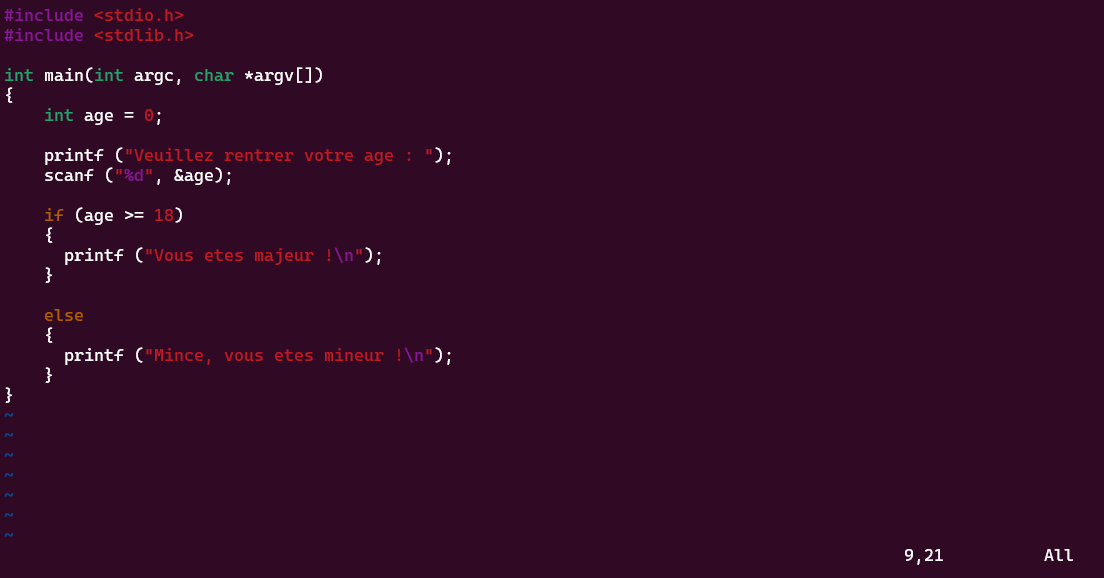 #include <stdio.h>
#include <stdlib.h>

int main(int argc, char *argv[])
{
    int age = 0;

    printf ("Veuillez rentrer votre age : ");
    scanf ("%d", &age);

    if (age >= 18)
    {
      printf ("Vous etes majeur !\n");
    }

    else
    {
      printf ("Mince, vous etes mineur !\n");
    }
}
~
~
~
~
~
~
~
9,21 All